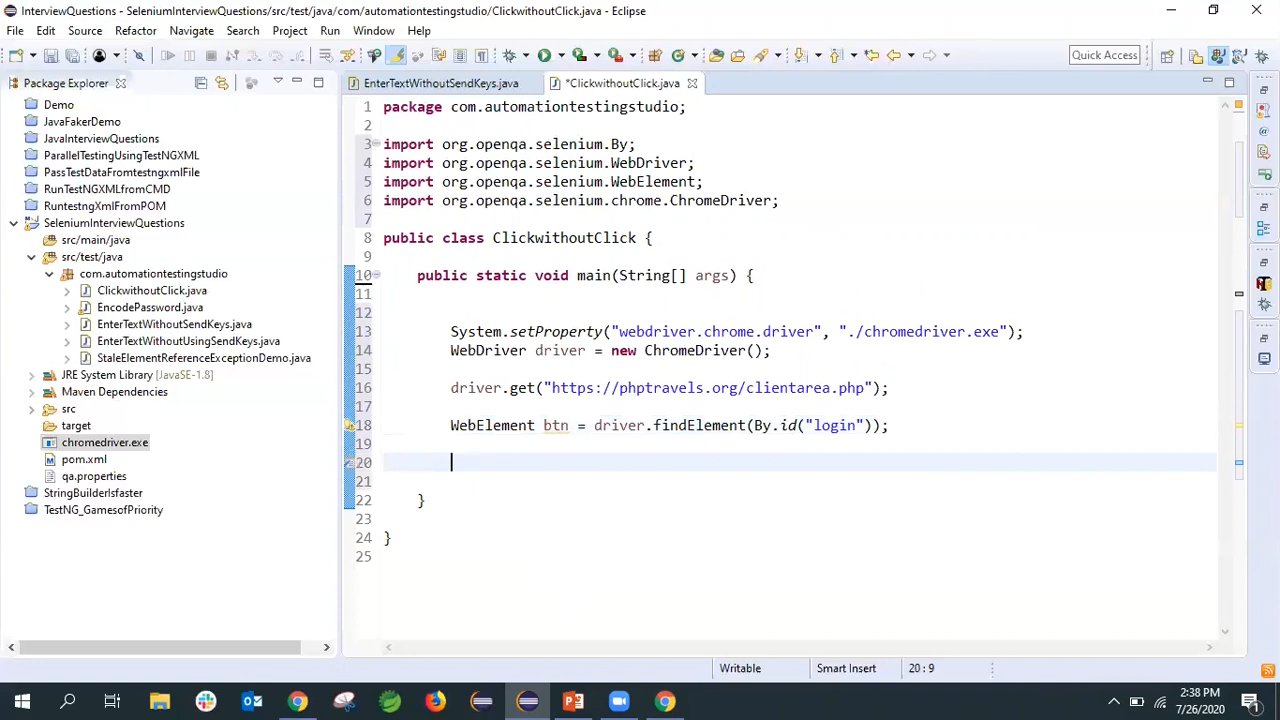 InterviewQuestions - SeleniumInterviewQuestions/src/test/java/com/automationtestingstudio/ClickwithoutClick.java - Eclipse
File Edit Source Refactor Navigate Search Project Run Window Help
Quick Access
Package Explorer
Demo
JavaFakerDemo
JavaInterviewQuestions
ParallelTestingUsingTestNGXML
PassTestDataFromtestngxmlFile
RunTestNGXMLfromCMD
RuntestngXmlFromPOM
SeleniumInterviewQuestions
src/main/java
src/test/java
com.automationtestingstudio
ClickwithoutClick.java
EncodePassword.java
EnterTextWithoutSendKeys.java
EnterTextWithoutUsingSendKeys.java
StaleElementReferenceExceptionDemo.java
JRE System Library [JavaSE-1.8]
Maven Dependencies
src
target
chromedriver.exe
pom.xml
qa.properties
StringBuilderIsfaster
TestNG_GamesofPriority
EnterTextWithoutSendKeys.java *ClickwithoutClick.java
1 package com.automationtestingstudio;
2
3 import org.openqa.selenium.By;
4 import org.openqa.selenium.WebDriver;
5 import org.openqa.selenium.WebElement;
6 import org.openqa.selenium.chrome.ChromeDriver;
7
8 public class ClickwithoutClick {
9
10 public static void main(String[] args) {
11
12
13 System.setProperty("webdriver.chrome.driver", "./chromedriver.exe");
14 WebDriver driver = new ChromeDriver();
15
16 driver.get("https://phptravels.org/clientarea.php");
17
18 WebElement btn = driver.findElement(By.id("login"));
19
20
21
22 }
23
24 }
25
Writable Smart Insert 20 : 9
2:38 PM
7/26/2020